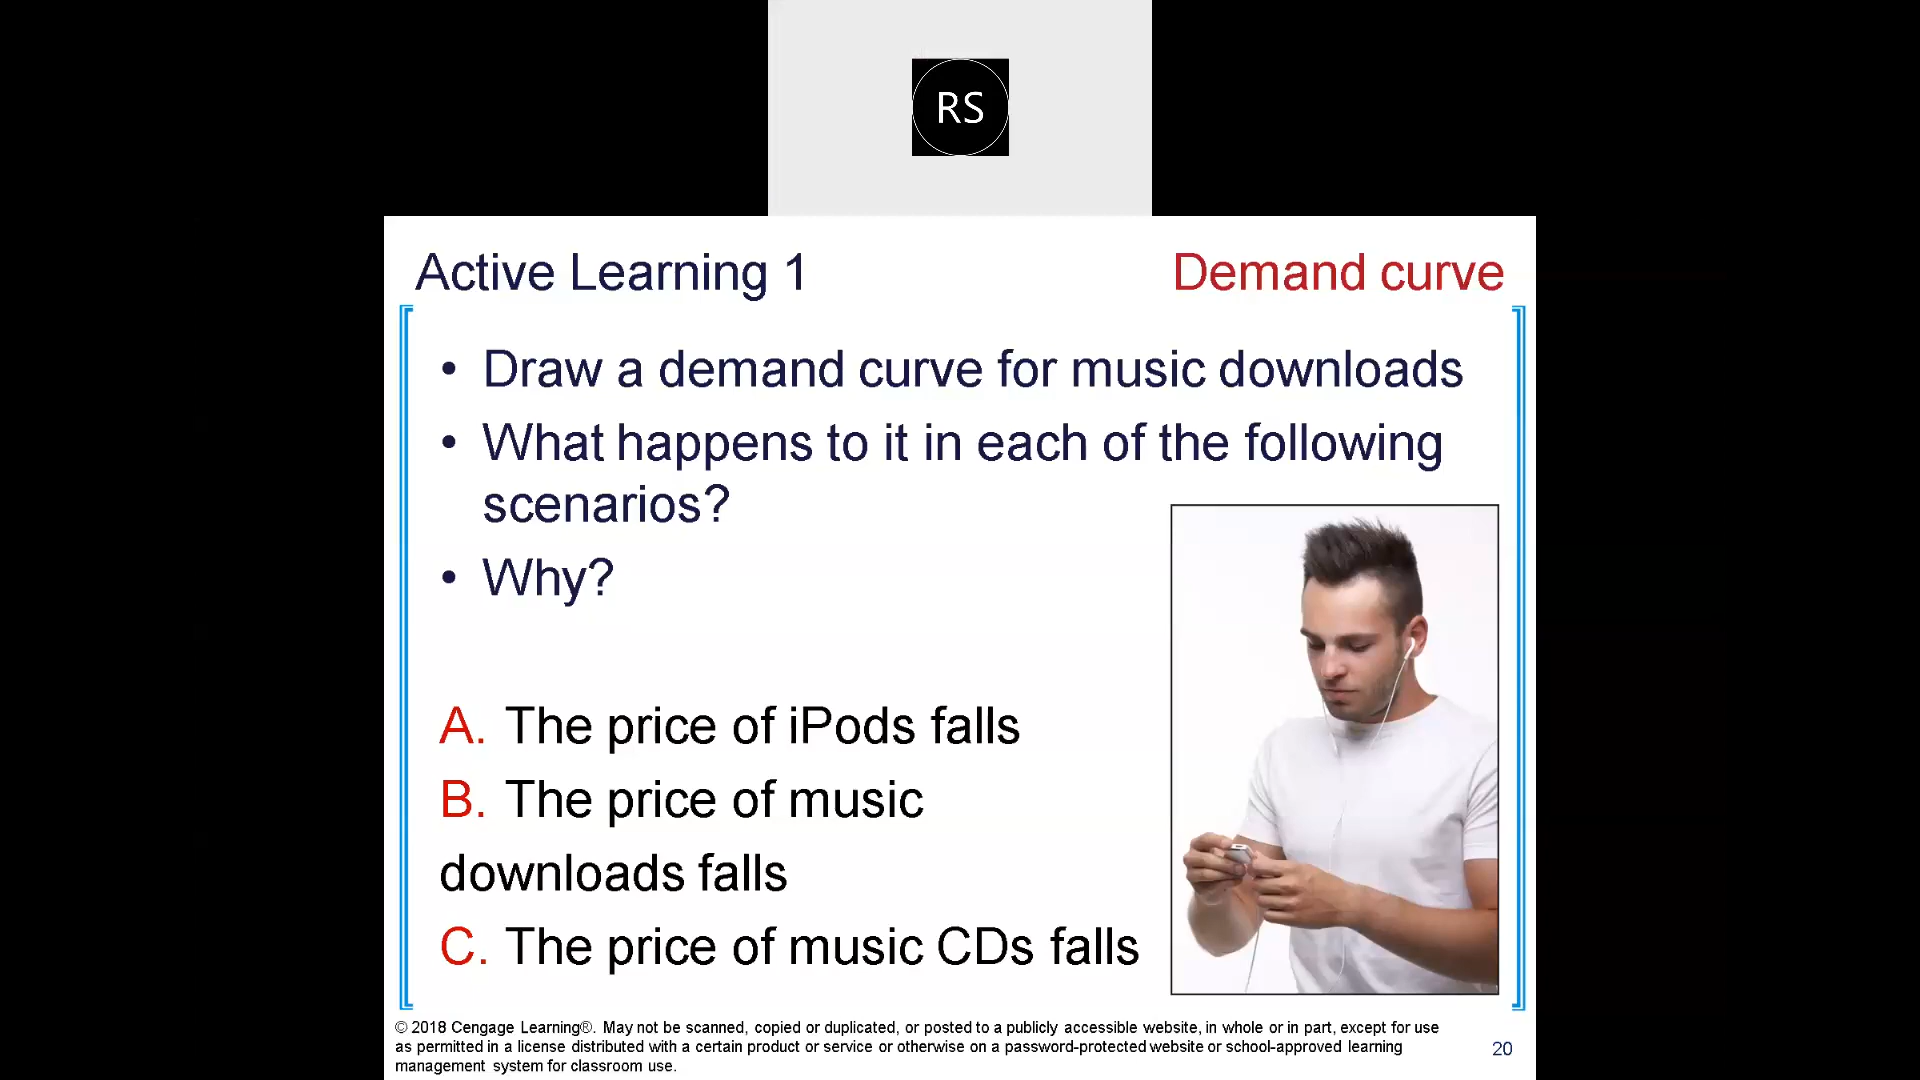 RS
Active Learning 1
Demand curve
• Draw a demand curve for music downloads
• What happens to it in each of the following
scenarios?
• Why?
A. The price of iPods falls
B. The price of music
downloads falls
C. The price of music CDs falls
© 2018 Cengage Learning®. May not be scanned, copied or duplicated, or posted to a publicly accessible website, in whole or in part, except for use
as permitted in a license distributed with a certain product or service or otherwise on a password-protected website or school-approved learning
management system for classroom use.
20